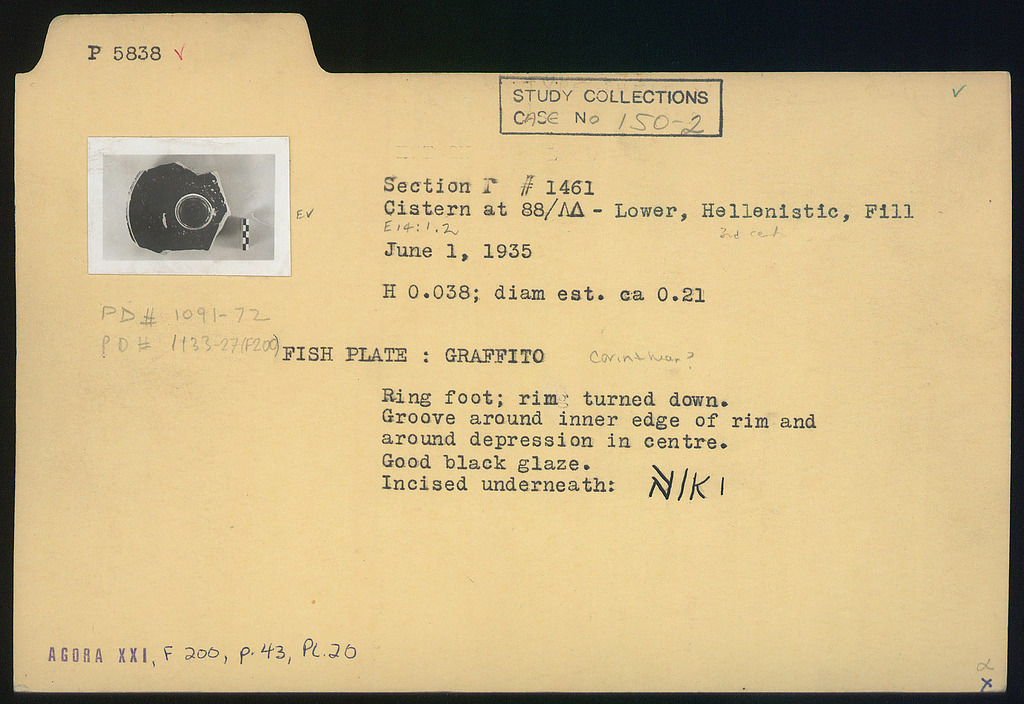 P 5838 √
STUDY COLLECTIONS
CASE No 150-2
√
Section Γ # 1461
Cistern at 88/ΛΔ - Lower, Hellenistic, Fill
E14:1.2
3rd cent
June 1, 1935
EV
H 0.038; diam est. ca 0.21
PD# 1091-72
PD# 1133-27(F200)
FISH PLATE : GRAFFITO
Corinthian?
Ring foot; rim turned down.
Groove around inner edge of rim and
around depression in centre.
Good black glaze.
Incised underneath: ΝΙΚΙ
AGORA XXI, F 200, p. 43, PL. 20
α
x